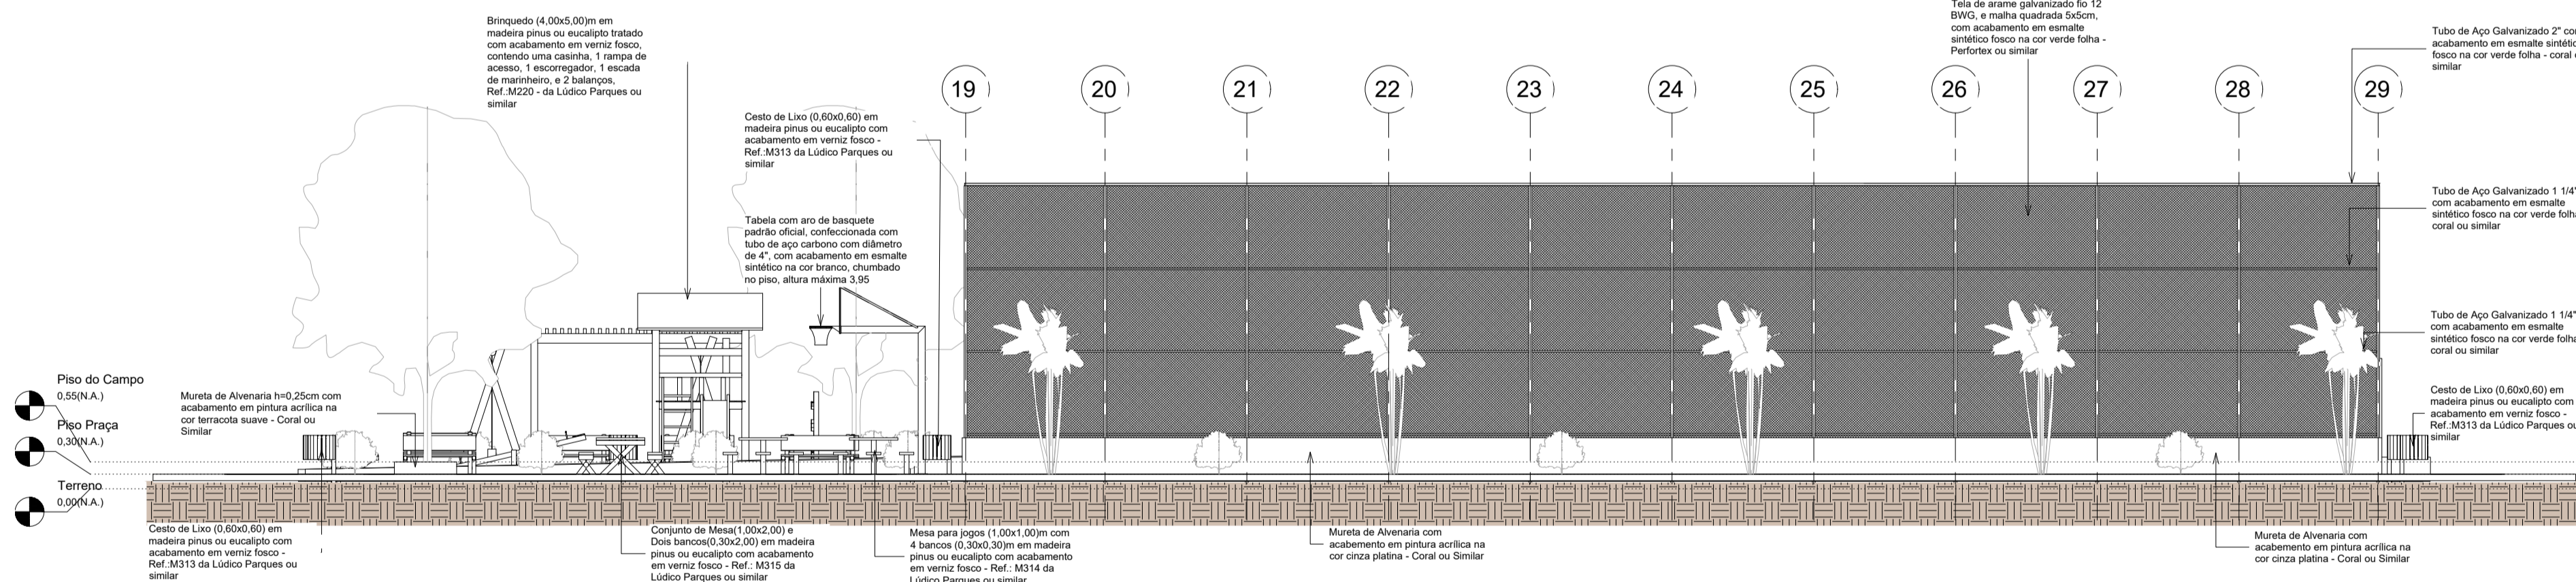 Brinquedo (4,00x5,00)m em
madeira pinus ou eucalipto tratado
com acabamento em verniz fosco,
contendo uma casinha, 1 rampa de
acesso, 1 escorregador, 1 escada
de marinheiro, e 2 balanços,
Ref.:M220 - da Lúdico Parques ou
similar
Cesto de Lixo (0,60x0,60) em
madeira pinus ou eucalipto com
acabamento em verniz fosco -
Ref.:M313 da Lúdico Parques ou
similar
Tabela com aro de basquete
padrão oficial, confeccionada com
tubo de aço carbono com diâmetro
de 4", com acabamento em esmalte
sintético na cor branco, chumbado
no piso, altura máxima 3,95
19
20
21
22
23
24
25
26
27
28
29
Tela de arame galvanizado fio 12
BWG, e malha quadrada 5x5cm,
com acabamento em esmalte
sintético fosco na cor verde folha -
Perfortex ou similar
Tubo de Aço Galvanizado 2"
acabamento em esmalte
fosco na cor verde folha - coral
similar
Tubo de Aço Galvanizado 1 1/4"
com acabamento em esmalte
sintético fosco na cor verde
coral ou similar
Tubo de Aço Galvanizado 1 1/4"
com acabamento em esmalte
sintético fosco na cor verde
coral ou similar
Cesto de Lixo (0,60x0,60) em
madeira pinus ou eucalipto com
acabamento em verniz fosco -
Ref.:M313 da Lúdico Parques
similar
Piso do Campo
0,55(N.A.)
Piso Praça
0,30(N.A.)
Terreno
0,00(N.A.)
Mureta de Alvenaria h=0,25cm com
acabamento em pintura acrílica na
cor terracota suave - Coral ou
Similar
Cesto de Lixo (0,60x0,60) em
madeira pinus ou eucalipto com
acabamento em verniz fosco -
Ref.:M313 da Lúdico Parques ou
similar
Conjunto de Mesa(1,00x2,00) e
Dois bancos(0,30x2,00) em madeira
pinus ou eucalipto com acabamento
em verniz fosco - Ref.: M315 da
Lúdico Parques ou similar
Mesa para jogos (1,00x1,00)m com
4 bancos (0,30x0,30)m em madeira
pinus ou eucalipto com acabamento
em verniz fosco - Ref.: M314 da
Lúdico Parques ou similar
Mureta de Alvenaria com
acabamento em pintura acrílica na
cor cinza platina - Coral ou Similar
Mureta de Alvenaria com
acabamento em pintura acrílica na
cor cinza platina - Coral ou Similar